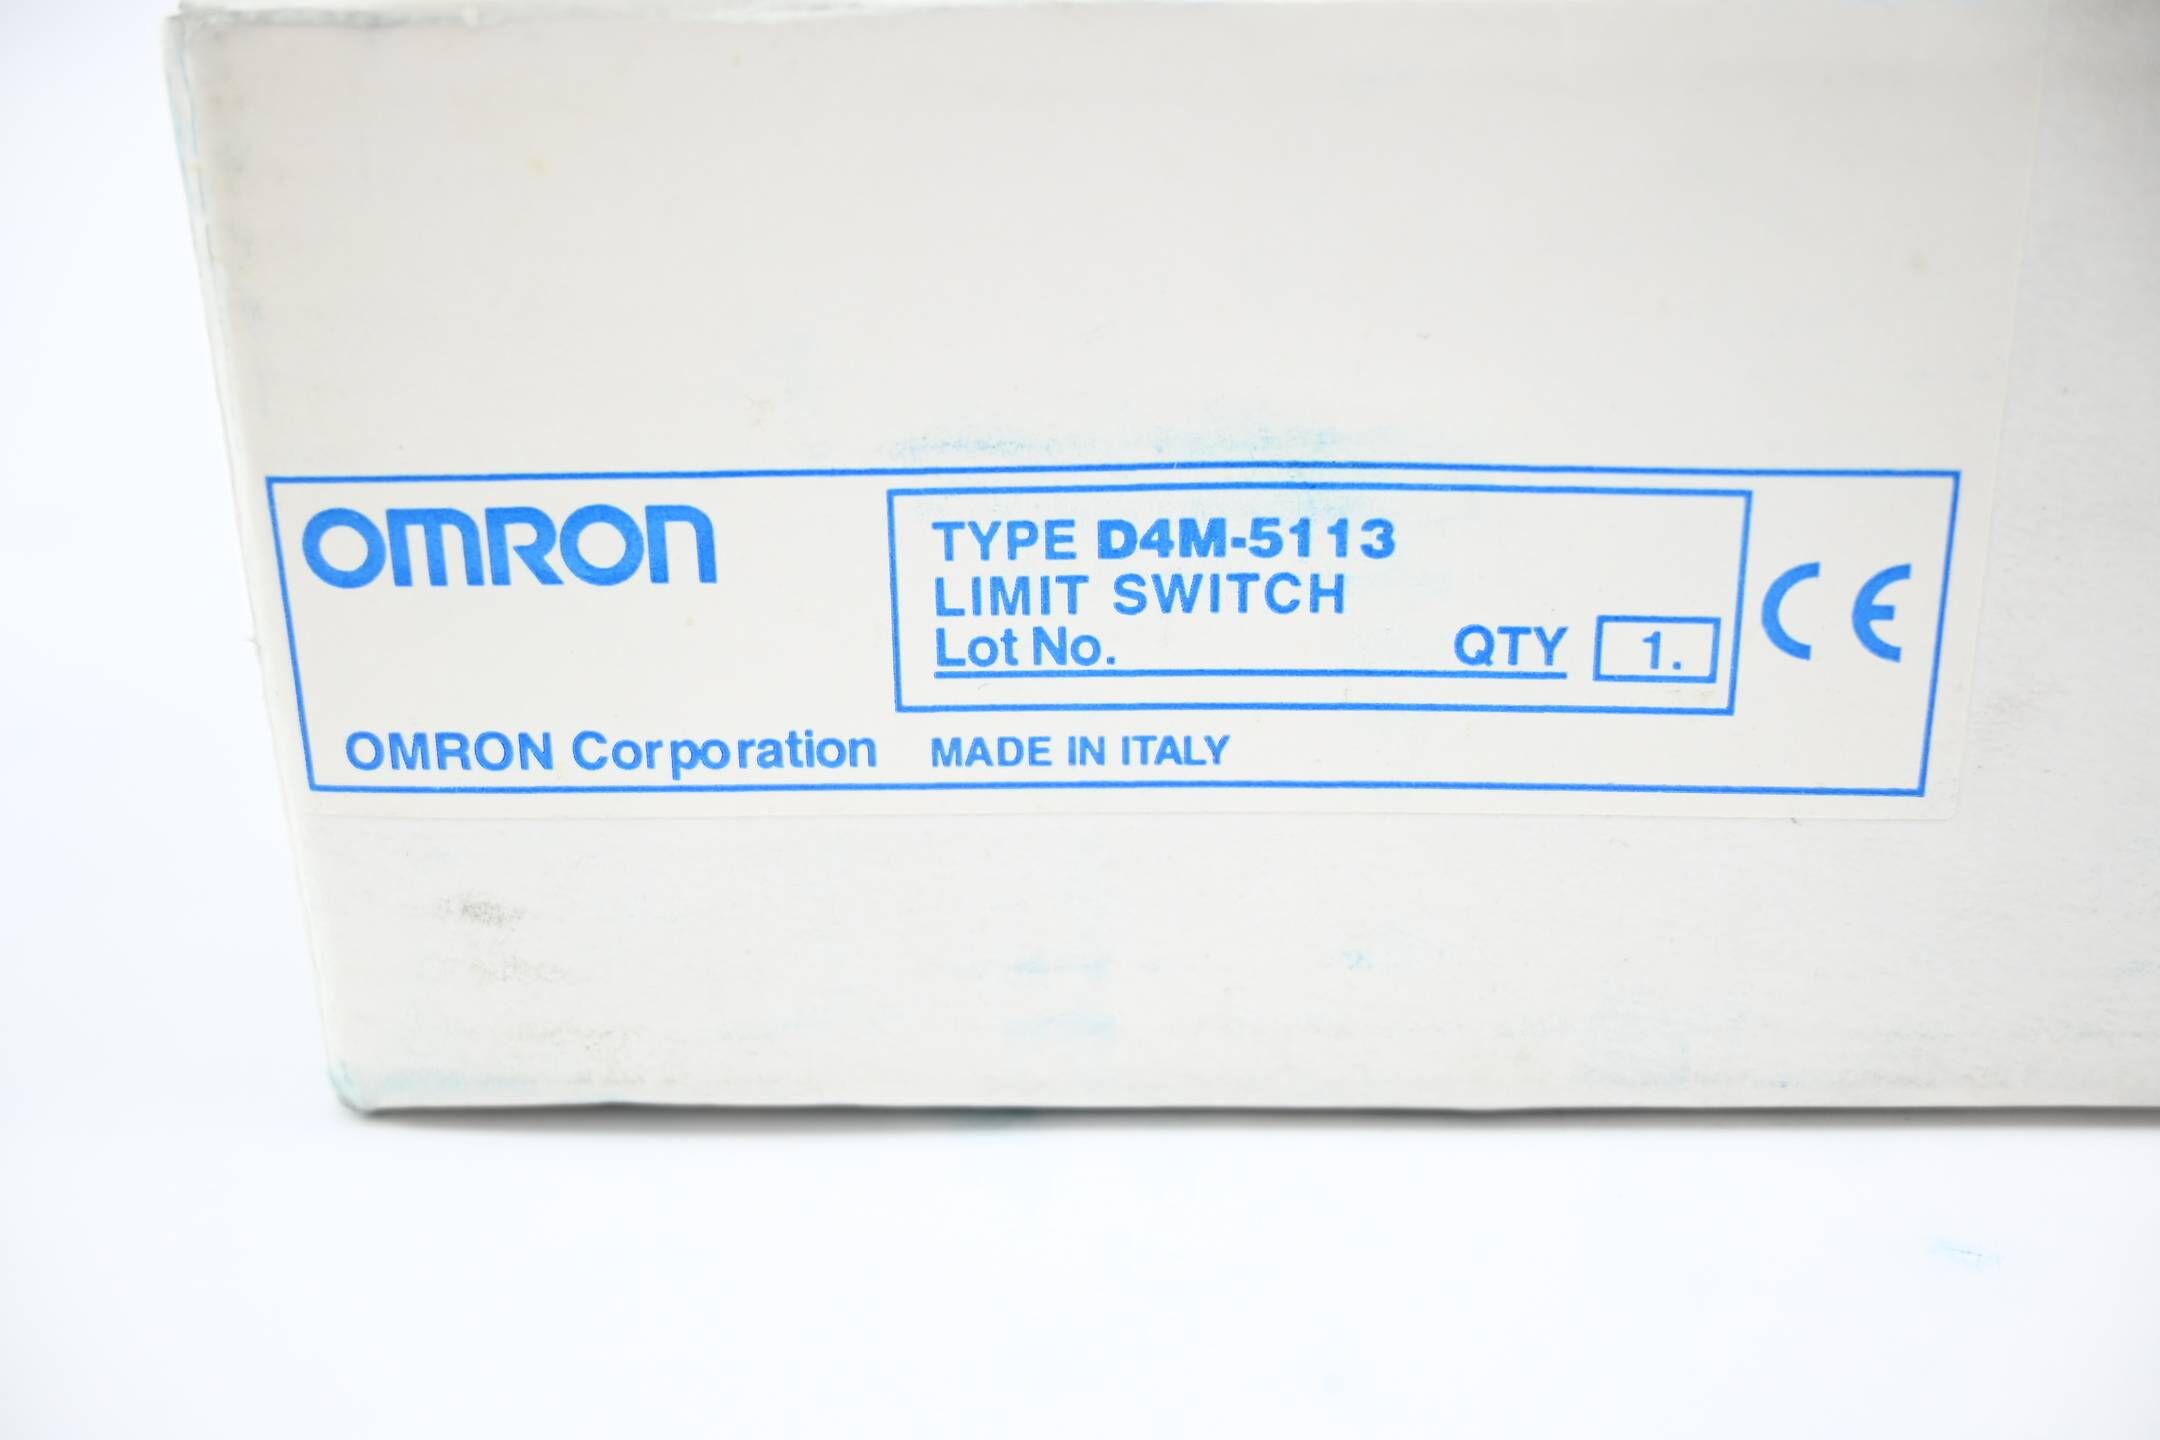 OMRON
TYPE D4M-5113
LIMIT SWITCH
Lot No. QTY 1.
CE
OMRON Corporation MADE IN ITALY